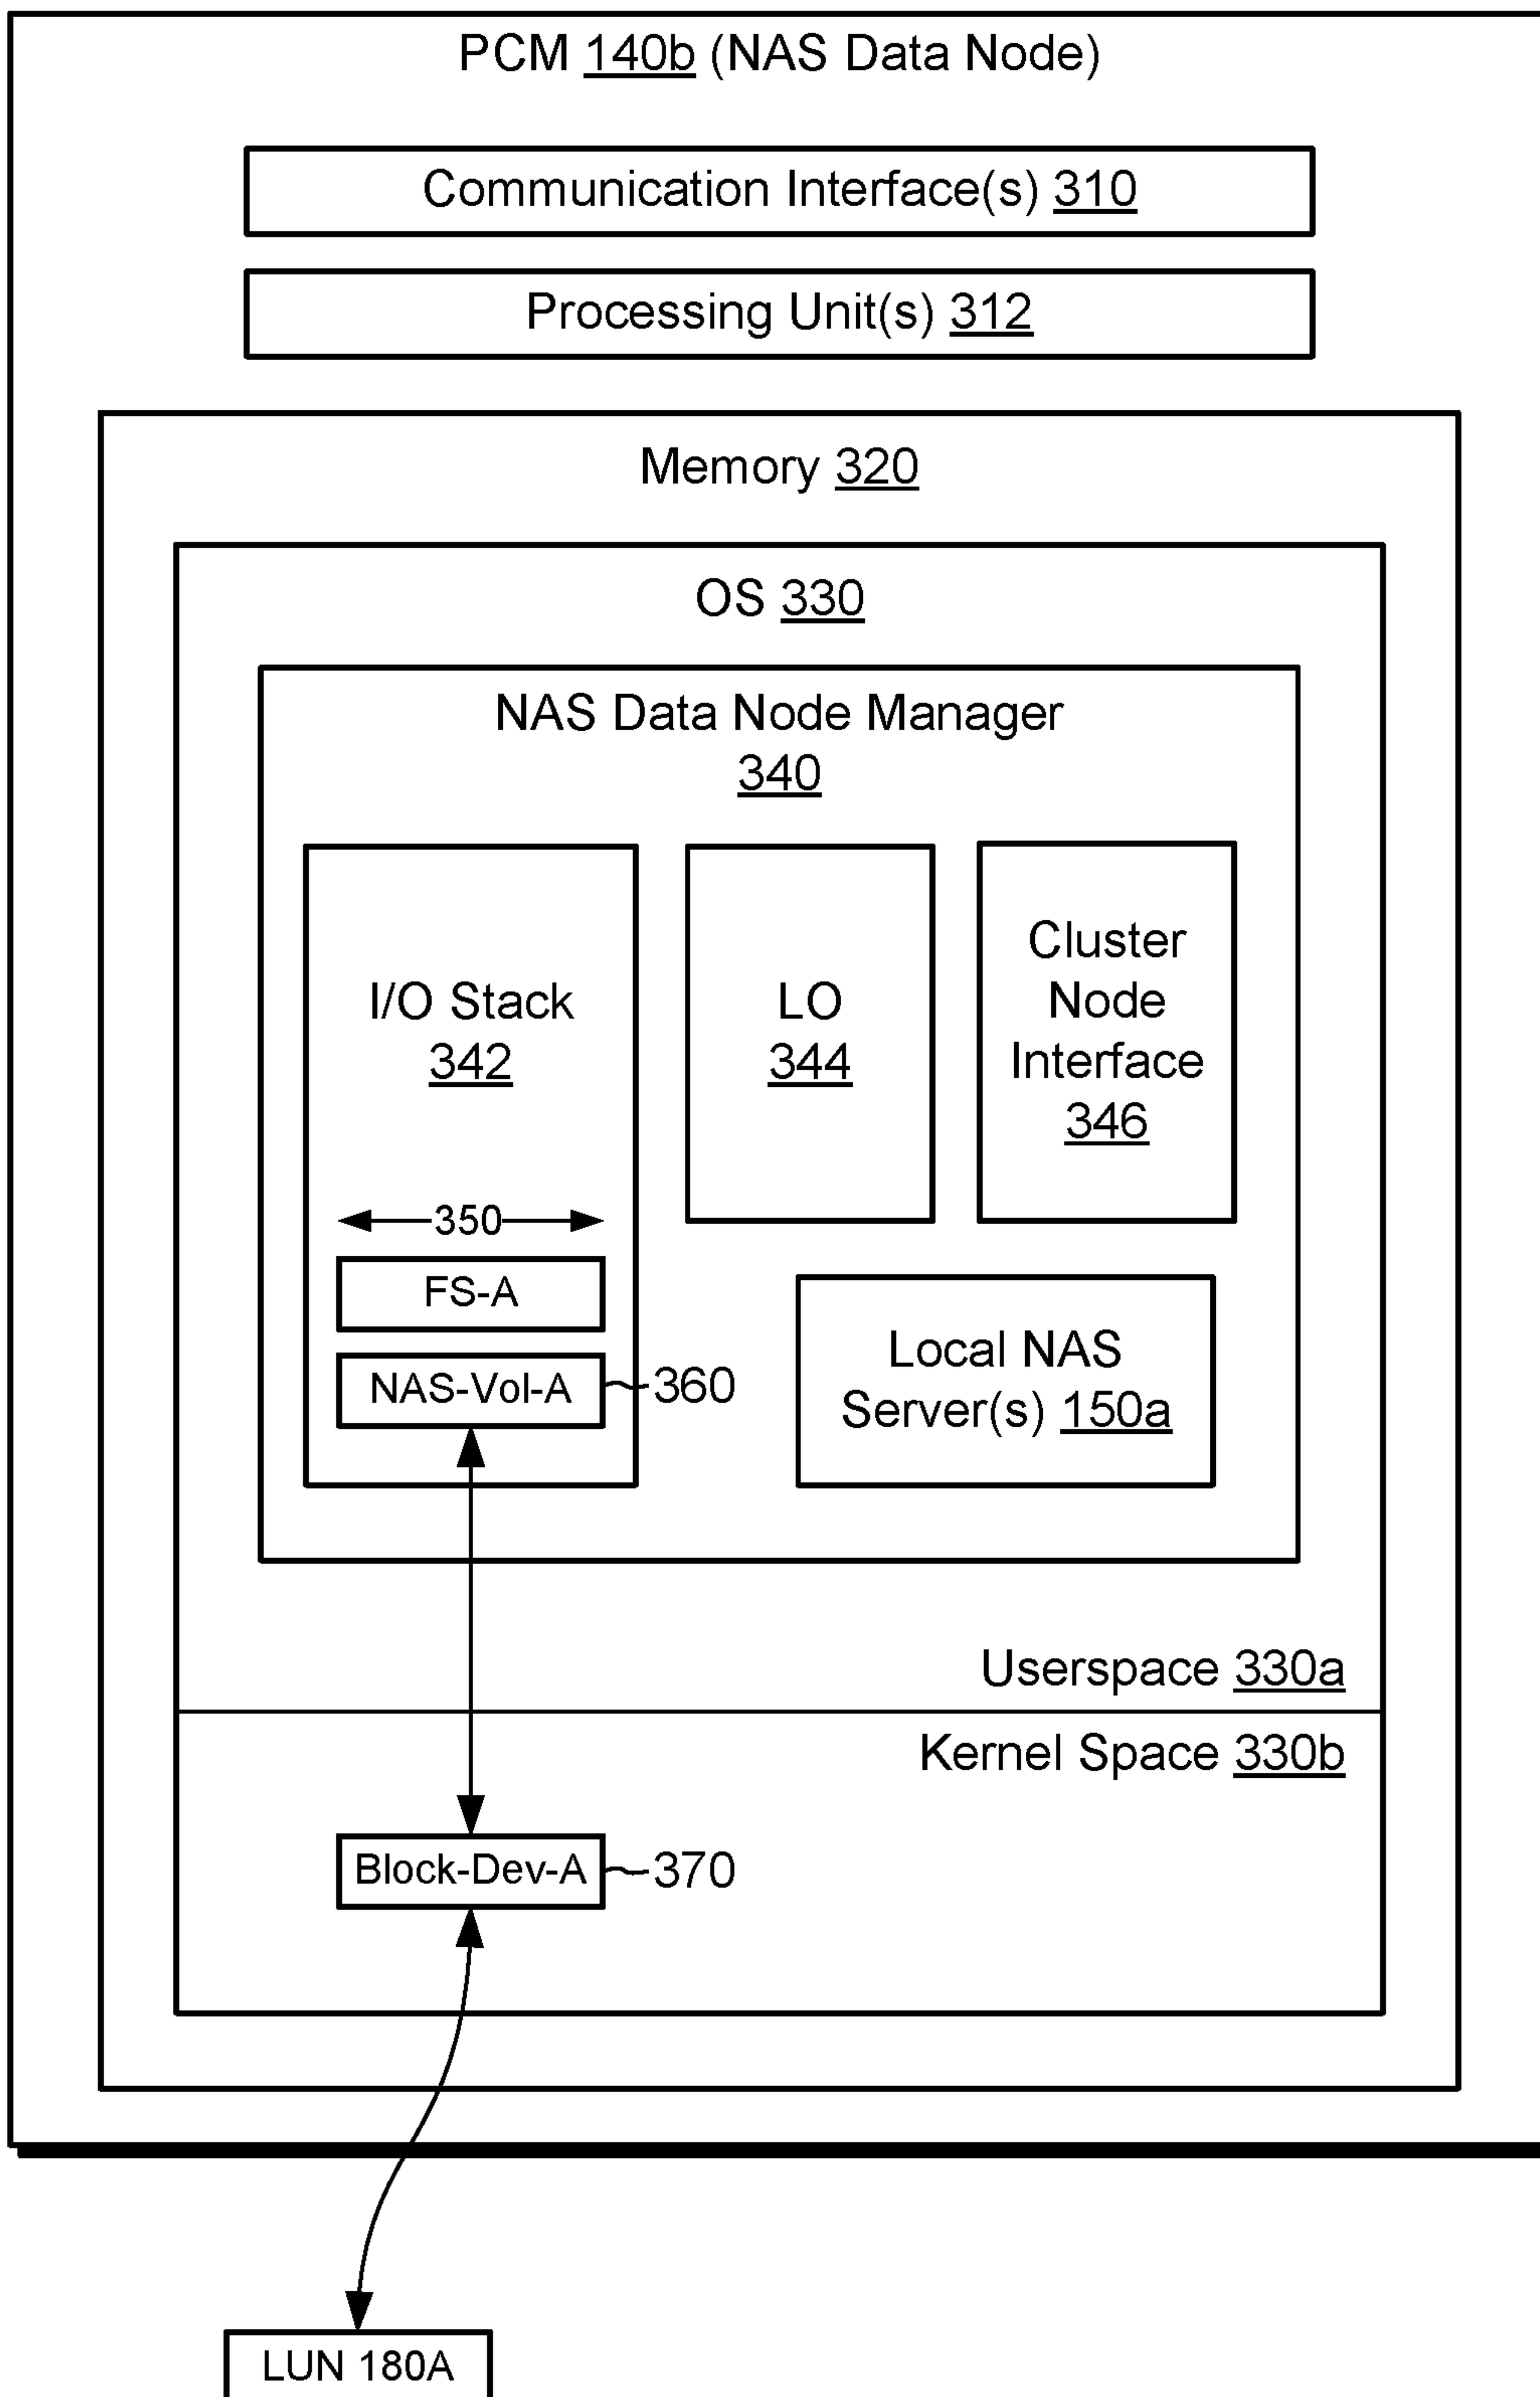 PCM 140b (NAS Data Node)
Communication Interface(s) 310
Processing Unit(s) 312
Memory 320
OS 330
NAS Data Node Manager
340
I/O Stack
342
LO
344
Cluster
Node
Interface
346
350
FS-A
NAS-Vol-A
360
Local NAS
Server(s) 150a
Userspace 330a
Kernel Space 330b
Block-Dev-A
370
LUN 180A